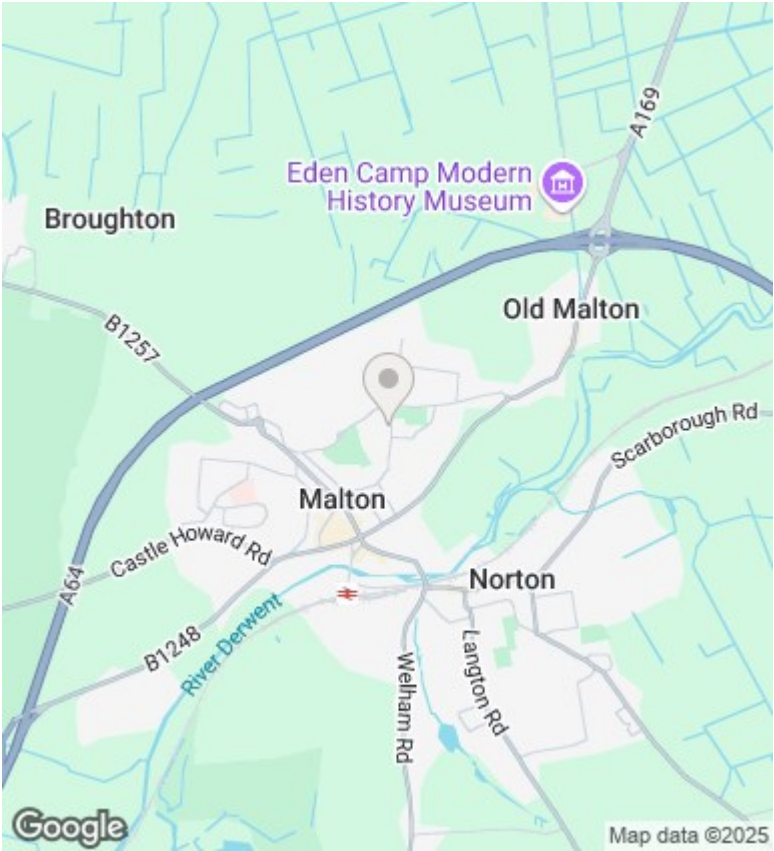 A169
Eden Camp Modern
History Museum
Broughton
Old Malton
B1257
Scarborough Rd
Malton
Castle Howard Rd
Norton
A64
River Derwent
B1248
Langton Rd
Welham Rd
Google
Map data ©2025